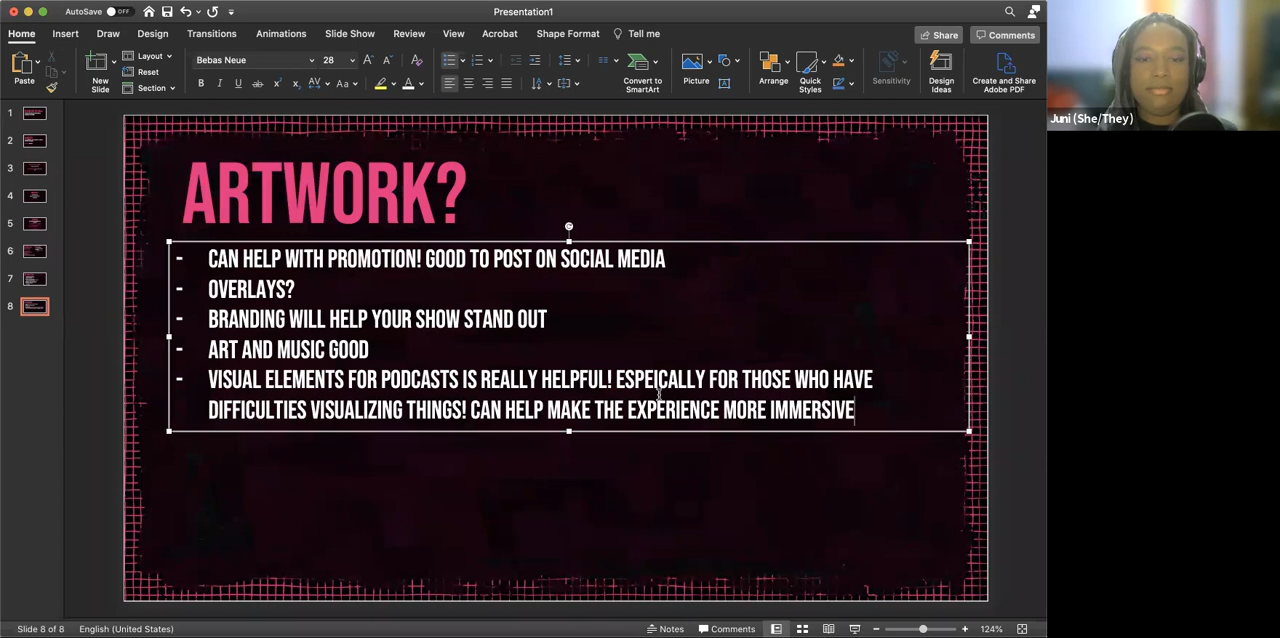 AutoSave OFF
Presentation1
Home Insert Draw Design Transitions Animations Slide Show Review View Acrobat Shape Format Tell me
Share Comments
Paste
New Slide
Layout
Reset
Section
Bebas Neue 28
Convert to SmartArt
Picture
Arrange
Quick Styles
Sensitivity
Design Ideas
Create and Share Adobe PDF
Juni (She/They)
1
2
3
4
5
6
7
8
ARTWORK?
- CAN HELP WITH PROMOTION! GOOD TO POST ON SOCIAL MEDIA
- OVERLAYS?
- BRANDING WILL HELP YOUR SHOW STAND OUT
- ART AND MUSIC GOOD
- VISUAL ELEMENTS FOR PODCASTS IS REALLY HELPFUL! ESPEICALLY FOR THOSE WHO HAVE
DIFFICULTIES VISUALIZING THINGS! CAN HELP MAKE THE EXPERIENCE MORE IMMERSIVE
Slide 8 of 8 English (United States) Notes Comments 124%